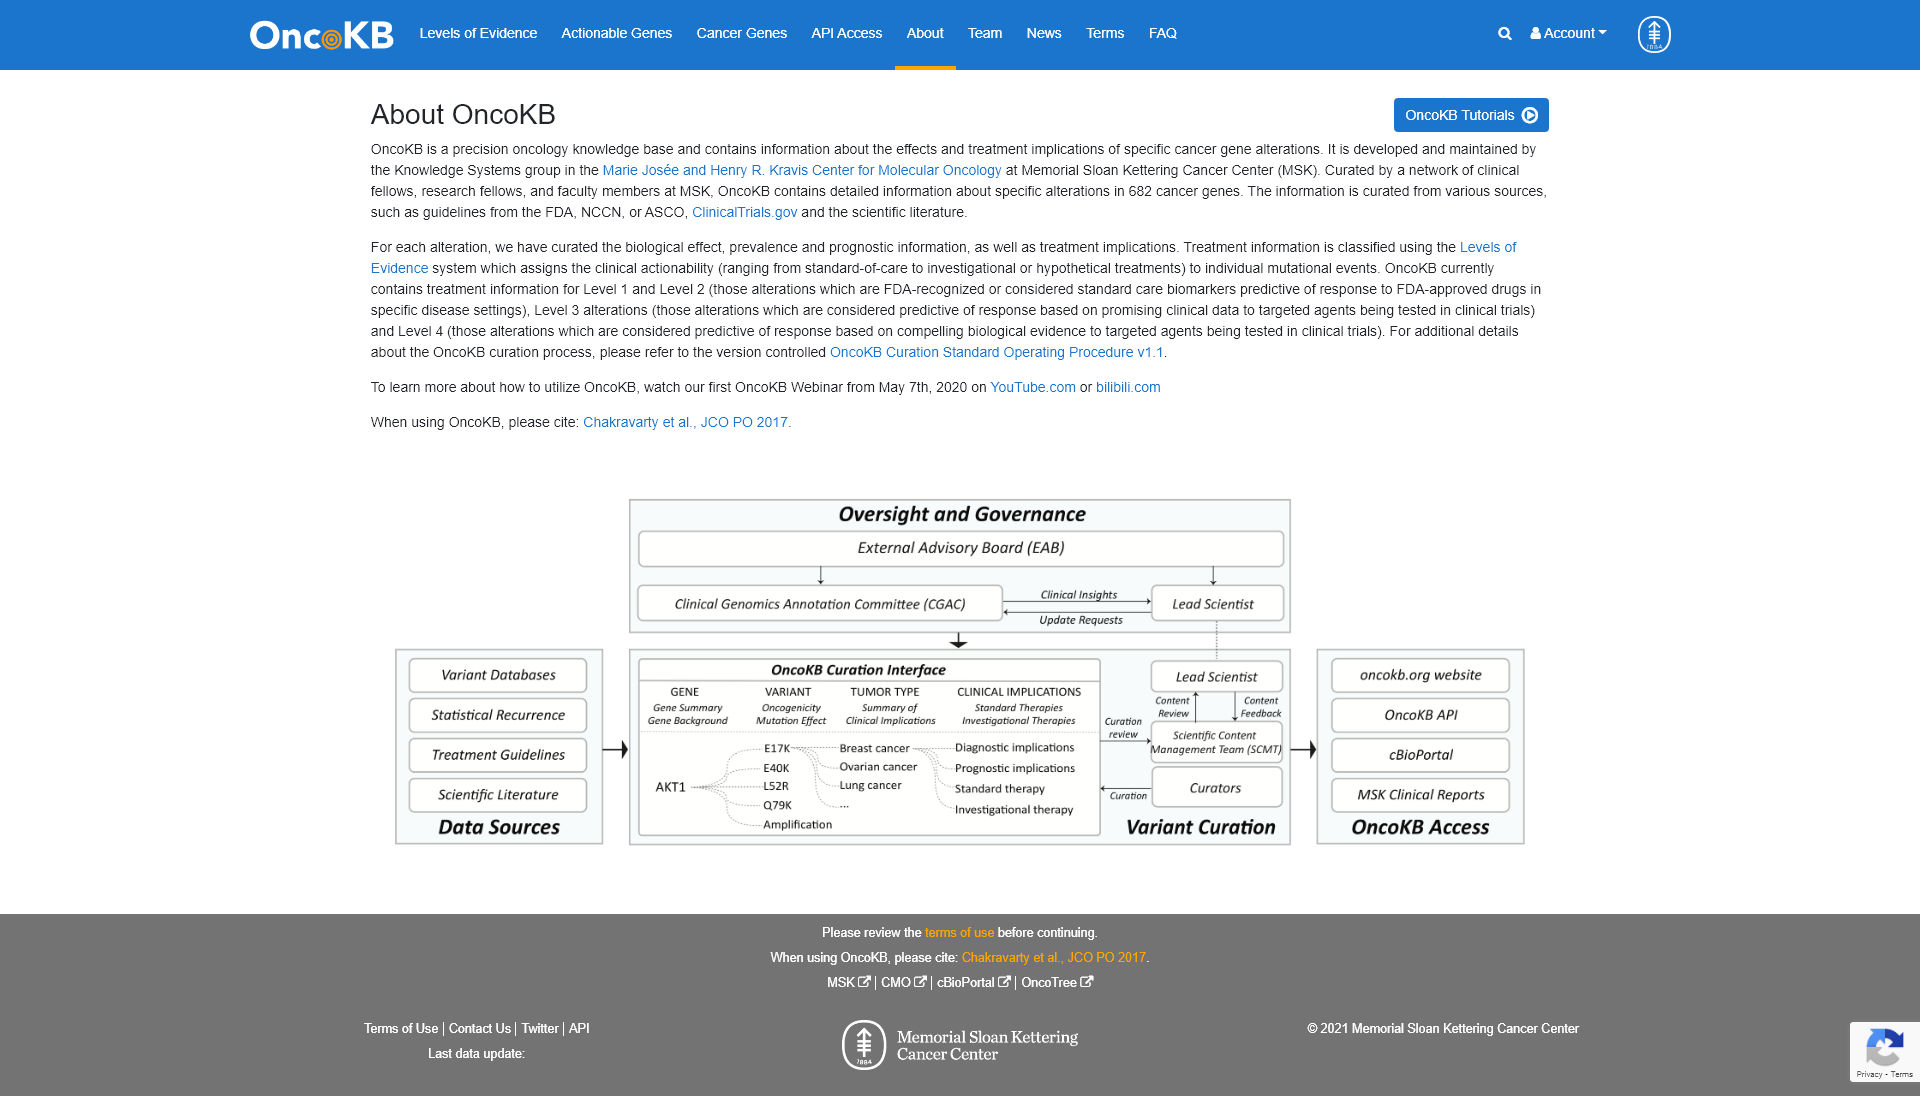 OncoKB Levels of Evidence Actionable Genes Cancer Genes API Access About Team News Terms FAQ Account
About OncoKB
OncoKB Tutorials
OncoKB is a precision oncology knowledge base and contains information about the effects and treatment implications of specific cancer gene alterations. It is developed and maintained by
the Knowledge Systems group in the Marie Josée and Henry R. Kravis Center for Molecular Oncology at Memorial Sloan Kettering Cancer Center (MSK). Curated by a network of clinical
fellows, research fellows, and faculty members at MSK, OncoKB contains detailed information about specific alterations in 682 cancer genes. The information is curated from various sources,
such as guidelines from the FDA, NCCN, or ASCO, ClinicalTrials.gov and the scientific literature.
For each alteration, we have curated the biological effect, prevalence and prognostic information, as well as treatment implications. Treatment information is classified using the Levels of
Evidence system which assigns the clinical actionability (ranging from standard-of-care to investigational or hypothetical treatments) to individual mutational events. OncoKB currently
contains treatment information for Level 1 and Level 2 (those alterations which are FDA-recognized or considered standard care biomarkers predictive of response to FDA-approved drugs in
specific disease settings), Level 3 alterations (those alterations which are considered predictive of response based on promising clinical data to targeted agents being tested in clinical trials)
and Level 4 (those alterations which are considered predictive of response based on compelling biological evidence to targeted agents being tested in clinical trials). For additional details
about the OncoKB curation process, please refer to the version controlled OncoKB Curation Standard Operating Procedure v1.1.
To learn more about how to utilize OncoKB, watch our first OncoKB Webinar from May 7th, 2020 on YouTube.com or bilibili.com
When using OncoKB, please cite: Chakravarty et al., JCO PO 2017.
Oversight and Governance
External Advisory Board (EAB)
Clinical Genomics Annotation Committee (CGAC)
Clinical Insights
Update Requests
Lead Scientist
Variant Databases
Statistical Recurrence
Treatment Guidelines
Scientific Literature
Data Sources
OncoKB Curation Interface
GENE VARIANT TUMOR TYPE CLINICAL IMPLICATIONS
Gene Summary Oncogenicity Summary of Standard Therapies
Gene Background Mutation Effect Clinical Implications Investigational Therapies
AKT1
E17K
E40K
L52R
Q79K
Amplification
Breast cancer
Ovarian cancer
Lung cancer
...
Diagnostic implications
Prognostic implications
Standard therapy
Investigational therapy
Curation
review
Curation
Lead Scientist
Content
Review
Content
Feedback
Scientific Content
Management Team (SCMT)
Curators
Variant Curation
oncokb.org website
OncoKB API
cBioPortal
MSK Clinical Reports
OncoKB Access
Please review the terms of use before continuing.
When using OncoKB, please cite: Chakravarty et al., JCO PO 2017.
MSK | CMO | cBioPortal | OncoTree
Terms of Use | Contact Us | Twitter | API
Last data update:
1884
Memorial Sloan Kettering
Cancer Center
© 2021 Memorial Sloan Kettering Cancer Center
Privacy - Terms